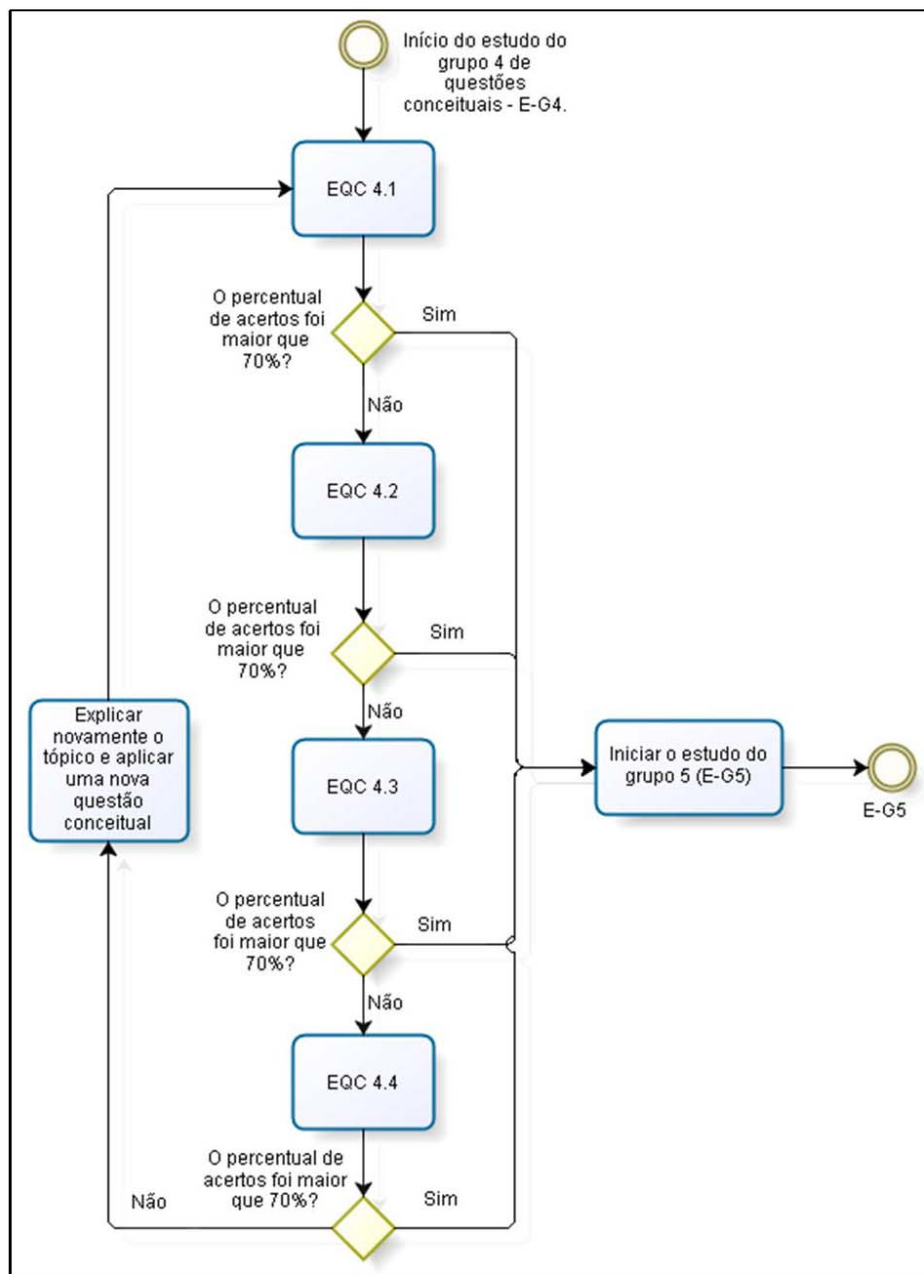 Início do estudo do
grupo 4 de
questões
conceituais - E-G4.
EQC 4.1
O percentual
de acertos foi
maior que
70%?
Sim
Não
EQC 4.2
O percentual
de acertos foi
maior que
70%?
Sim
Não
EQC 4.3
Explicar
novamente o
tópico e aplicar
uma nova
questão
conceitual
Iniciar o estudo do
grupo 5 (E-G5)
E-G5
O percentual
de acertos
foi maior que
70%?
Sim
Não
EQC 4.4
O percentual de
acertos foi maior
que 70%?
Não
Sim